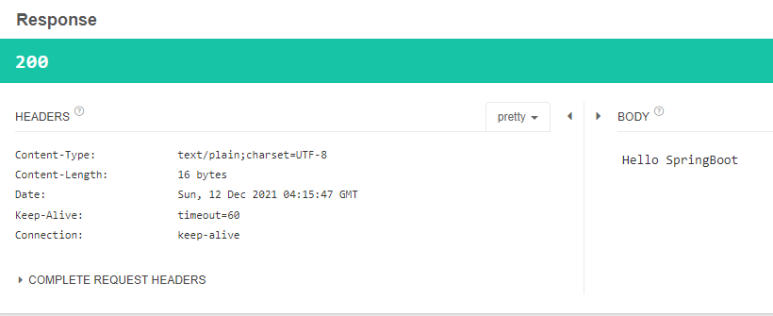 Response
200
HEADERS ?
pretty
BODY ?
Content-Type: text/plain;charset=UTF-8
Content-Length: 16 bytes
Date: Sun, 12 Dec 2021 04:15:47 GMT
Keep-Alive: timeout=60
Connection: keep-alive
Hello SpringBoot
COMPLETE REQUEST HEADERS